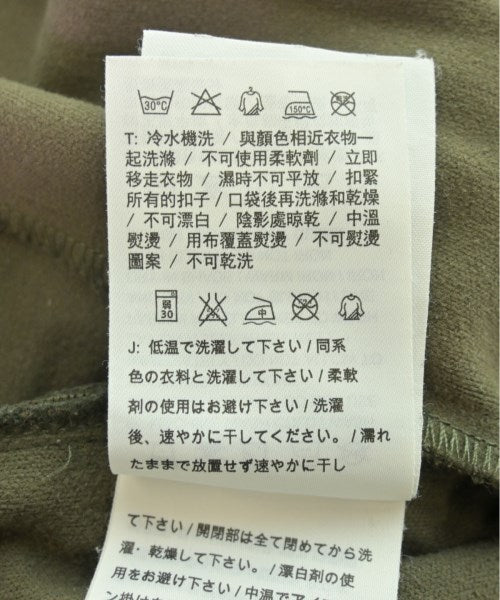 30°C 150°C
T: 冷水機洗 / 與顏色相近衣物一
起洗滌 / 不可使用柔軟劑 / 立即
移走衣物 / 濕時不可平放 / 扣緊
所有的扣子 / 口袋後再洗滌和乾燥
/ 不可漂白 / 陰影處晾乾 / 中溫
熨燙 / 用布覆蓋熨燙 / 不可熨燙
圖案 / 不可乾洗
弱 30 中
J: 低温で洗濯して下さい / 同系
色の衣料と洗濯して下さい / 柔軟
剤の使用はお避け下さい / 洗濯
後、速やかに干してください。/ 濡れ
たままで放置せず速やかに干し
て下さい / 開閉部は全て閉めてから洗
濯・乾燥して下さい。/ 漂白剤の使
用をお避け下さい / 中温でアイ
ン掛け